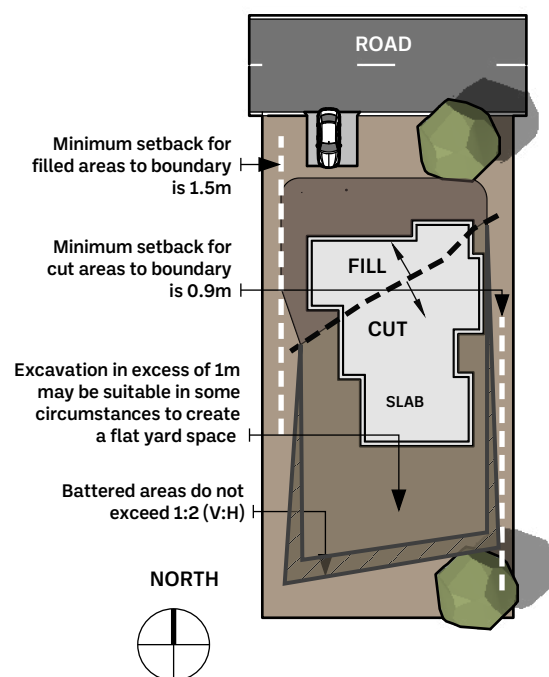 ROAD
Minimum setback for
filled areas to boundary
is 1.5m
Minimum setback for
cut areas to boundary
is 0.9m
FILL
CUT
Excavation in excess of 1m
may be suitable in some
circumstances to create
a flat yard space
SLAB
Battered areas do not
exceed 1:2 (V:H)
NORTH